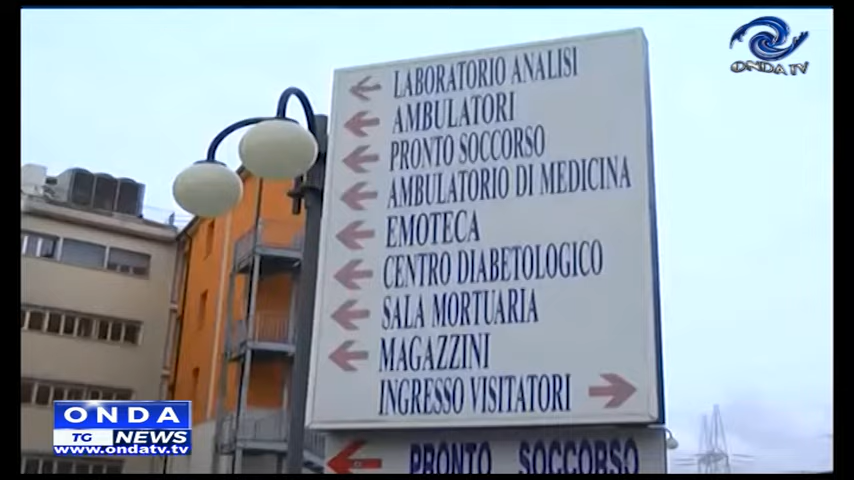 ONDA TV
LABORATORIO ANALISI
AMBULATORI
PRONTO SOCCORSO
AMBULATORIO DI MEDICINA
EMOTECA
CENTRO DIABETOLOGICO
SALA MORTUARIA
MAGAZZINI
INGRESSO VISITATORI
PRONTO SOCCORSO
ONDA
TG NEWS
www.ondatv.tv